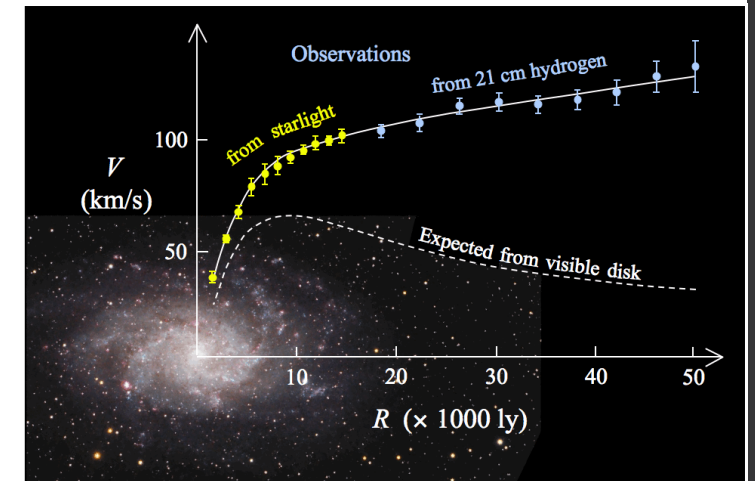 Observations
from 21 cm hydrogen
from starlight
100
V
(km/s)
50
Expected from visible disk
10 20 30 40 50
R (× 1000 ly)